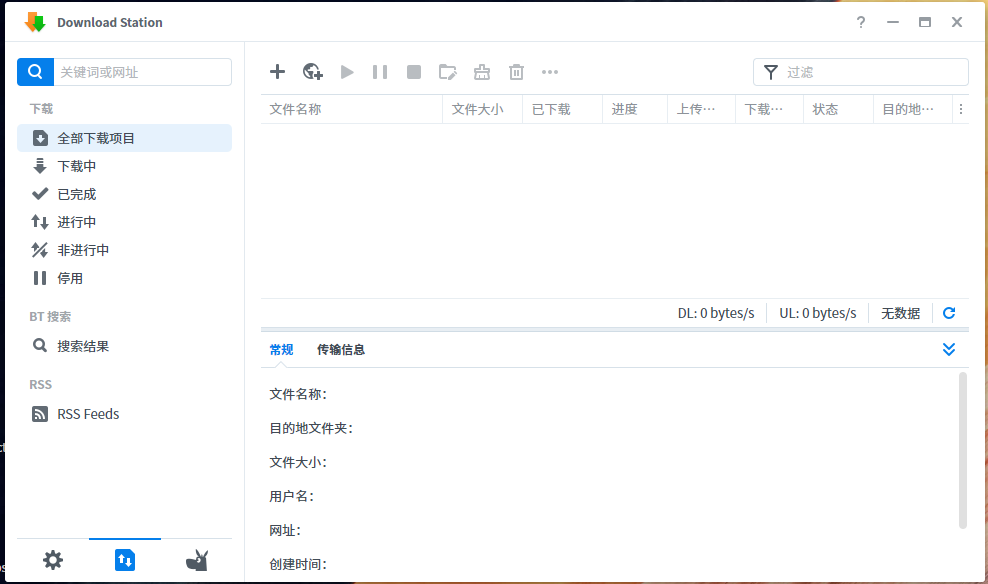 Download Station
关键词或网址
下载
全部下载项目
下载中
已完成
进行中
非进行中
停用
BT 搜索
搜索结果
RSS
RSS Feeds
过滤
文件名称 文件大小 已下载 进度 上传··· 下载··· 状态 目的地···
DL: 0 bytes/s UL: 0 bytes/s 无数据
常规 传输信息
文件名称：
目的地文件夹：
文件大小：
用户名：
网址：
创建时间：